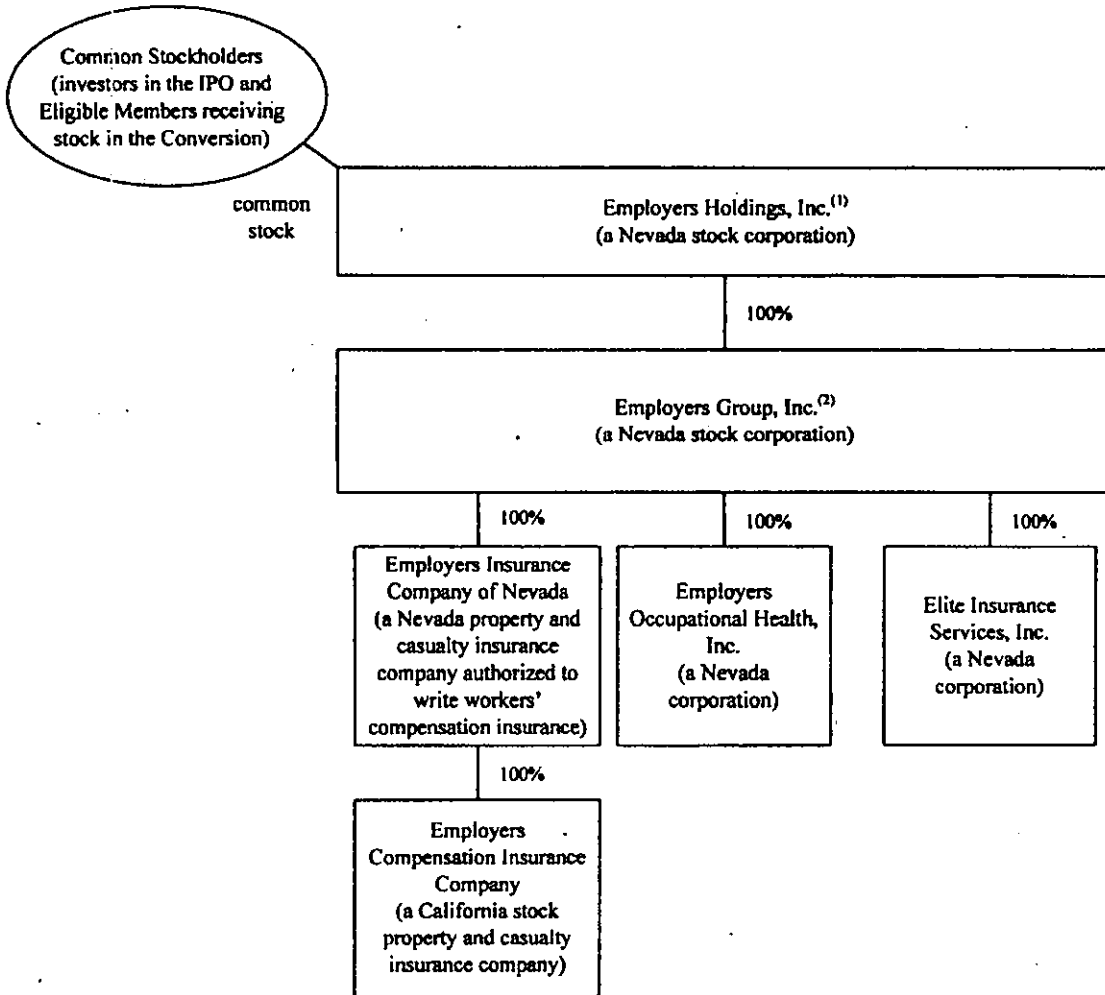 Common Stockholders
(investors in the IPO and
Eligible Members receiving
stock in the Conversion)
common
stock
Employers Holdings, Inc.(1)
(a Nevada stock corporation)
100%
Employers Group, Inc.(2)
(a Nevada stock corporation)
100%
100%
100%
Employers Insurance
Company of Nevada
(a Nevada property and
casualty insurance
company authorized to
write workers'
compensation insurance)
Employers
Occupational Health,
Inc.
(a Nevada
corporation)
Elite Insurance
Services, Inc.
(a Nevada
corporation)
100%
Employers
Compensation Insurance
Company
(a California stock
property and casualty
insurance company)